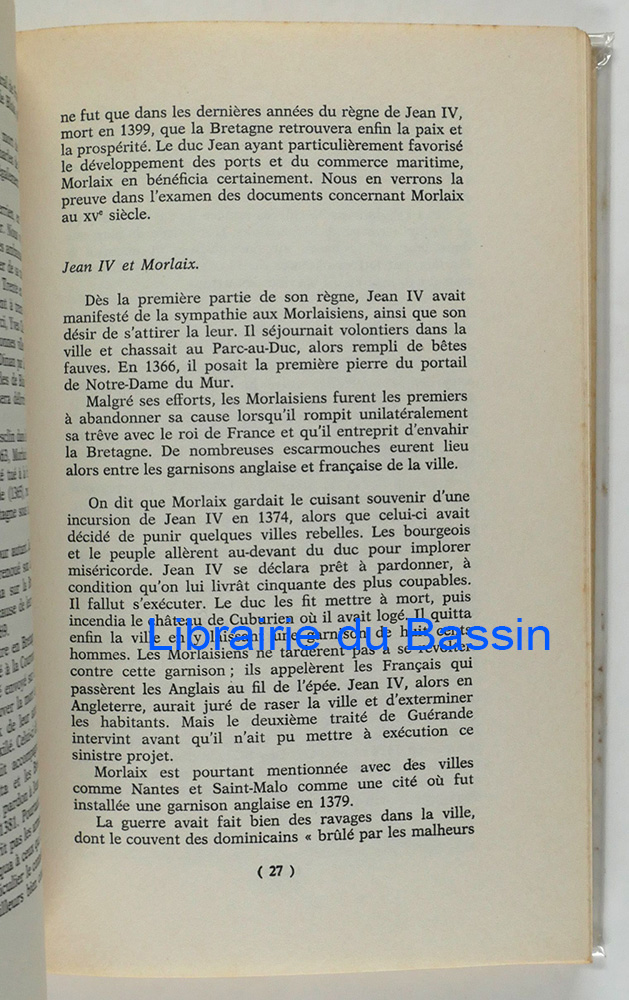 ne fut que dans les dernières années du règne de Jean IV,
mort en 1399, que la Bretagne retrouvera enfin la paix et
la prospérité. Le duc Jean ayant particulièrement favorisé
le développement des ports et du commerce maritime,
Morlaix en bénéficia certainement. Nous en verrons la
preuve dans l'examen des documents concernant Morlaix
au XVe siècle.
Jean IV et Morlaix.
Dès la première partie de son règne, Jean IV avait
manifesté de la sympathie aux Morlaisiens, ainsi que son
désir de s'attirer la leur. Il séjournait volontiers dans la
ville et chassait au Parc-au-Duc, alors rempli de bêtes
fauves. En 1366, il posait la première pierre du portail
de Notre-Dame du Mur.
Malgré ses efforts, les Morlaisiens furent les premiers
à abandonner sa cause lorsqu'il rompit unilatéralement
sa trêve avec le roi de France et qu'il entreprit d'envahir
la Bretagne. De nombreuses escarmouches eurent lieu
alors entre les garnisons anglaise et française de la ville.
On dit que Morlaix gardait le cuisant souvenir d'une
incursion de Jean IV en 1374, alors que celui-ci avait
décidé de punir quelques villes rebelles. Les bourgeois
et le peuple allèrent au-devant du duc pour implorer
miséricorde. Jean IV se déclara prêt à pardonner, à
condition qu'on lui livrât cinquante des plus coupables.
Il fallut s'exécuter. Le duc les fit mettre à mort, puis
incendia le château de Cuburien où il avait logé. Il quitta
enfin la ville en y laissant une garnison de huit cents
hommes. Les Morlaisiens ne tardèrent pas à se révolter
contre cette garnison ; ils appelèrent les Français qui
passèrent les Anglais au fil de l'épée. Jean IV, alors en
Angleterre, aurait juré de raser la ville et d'exterminer
les habitants. Mais le deuxième traité de Guérande
intervint avant qu'il n'ait pu mettre à exécution ce
sinistre projet.
Morlaix est pourtant mentionnée avec des villes
comme Nantes et Saint-Malo comme une cité où fut
installée une garnison anglaise en 1379.
La guerre avait fait bien des ravages dans la ville,
dont le couvent des dominicains « brûlé par les malheurs
( 27 )
Librairie du Bassin